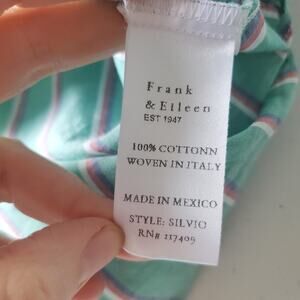 Frank
& Eileen
EST 1947
100% COTTONN
WOVEN IN ITALY
MADE IN MEXICO
STYLE: SILVIO
RN# 117409